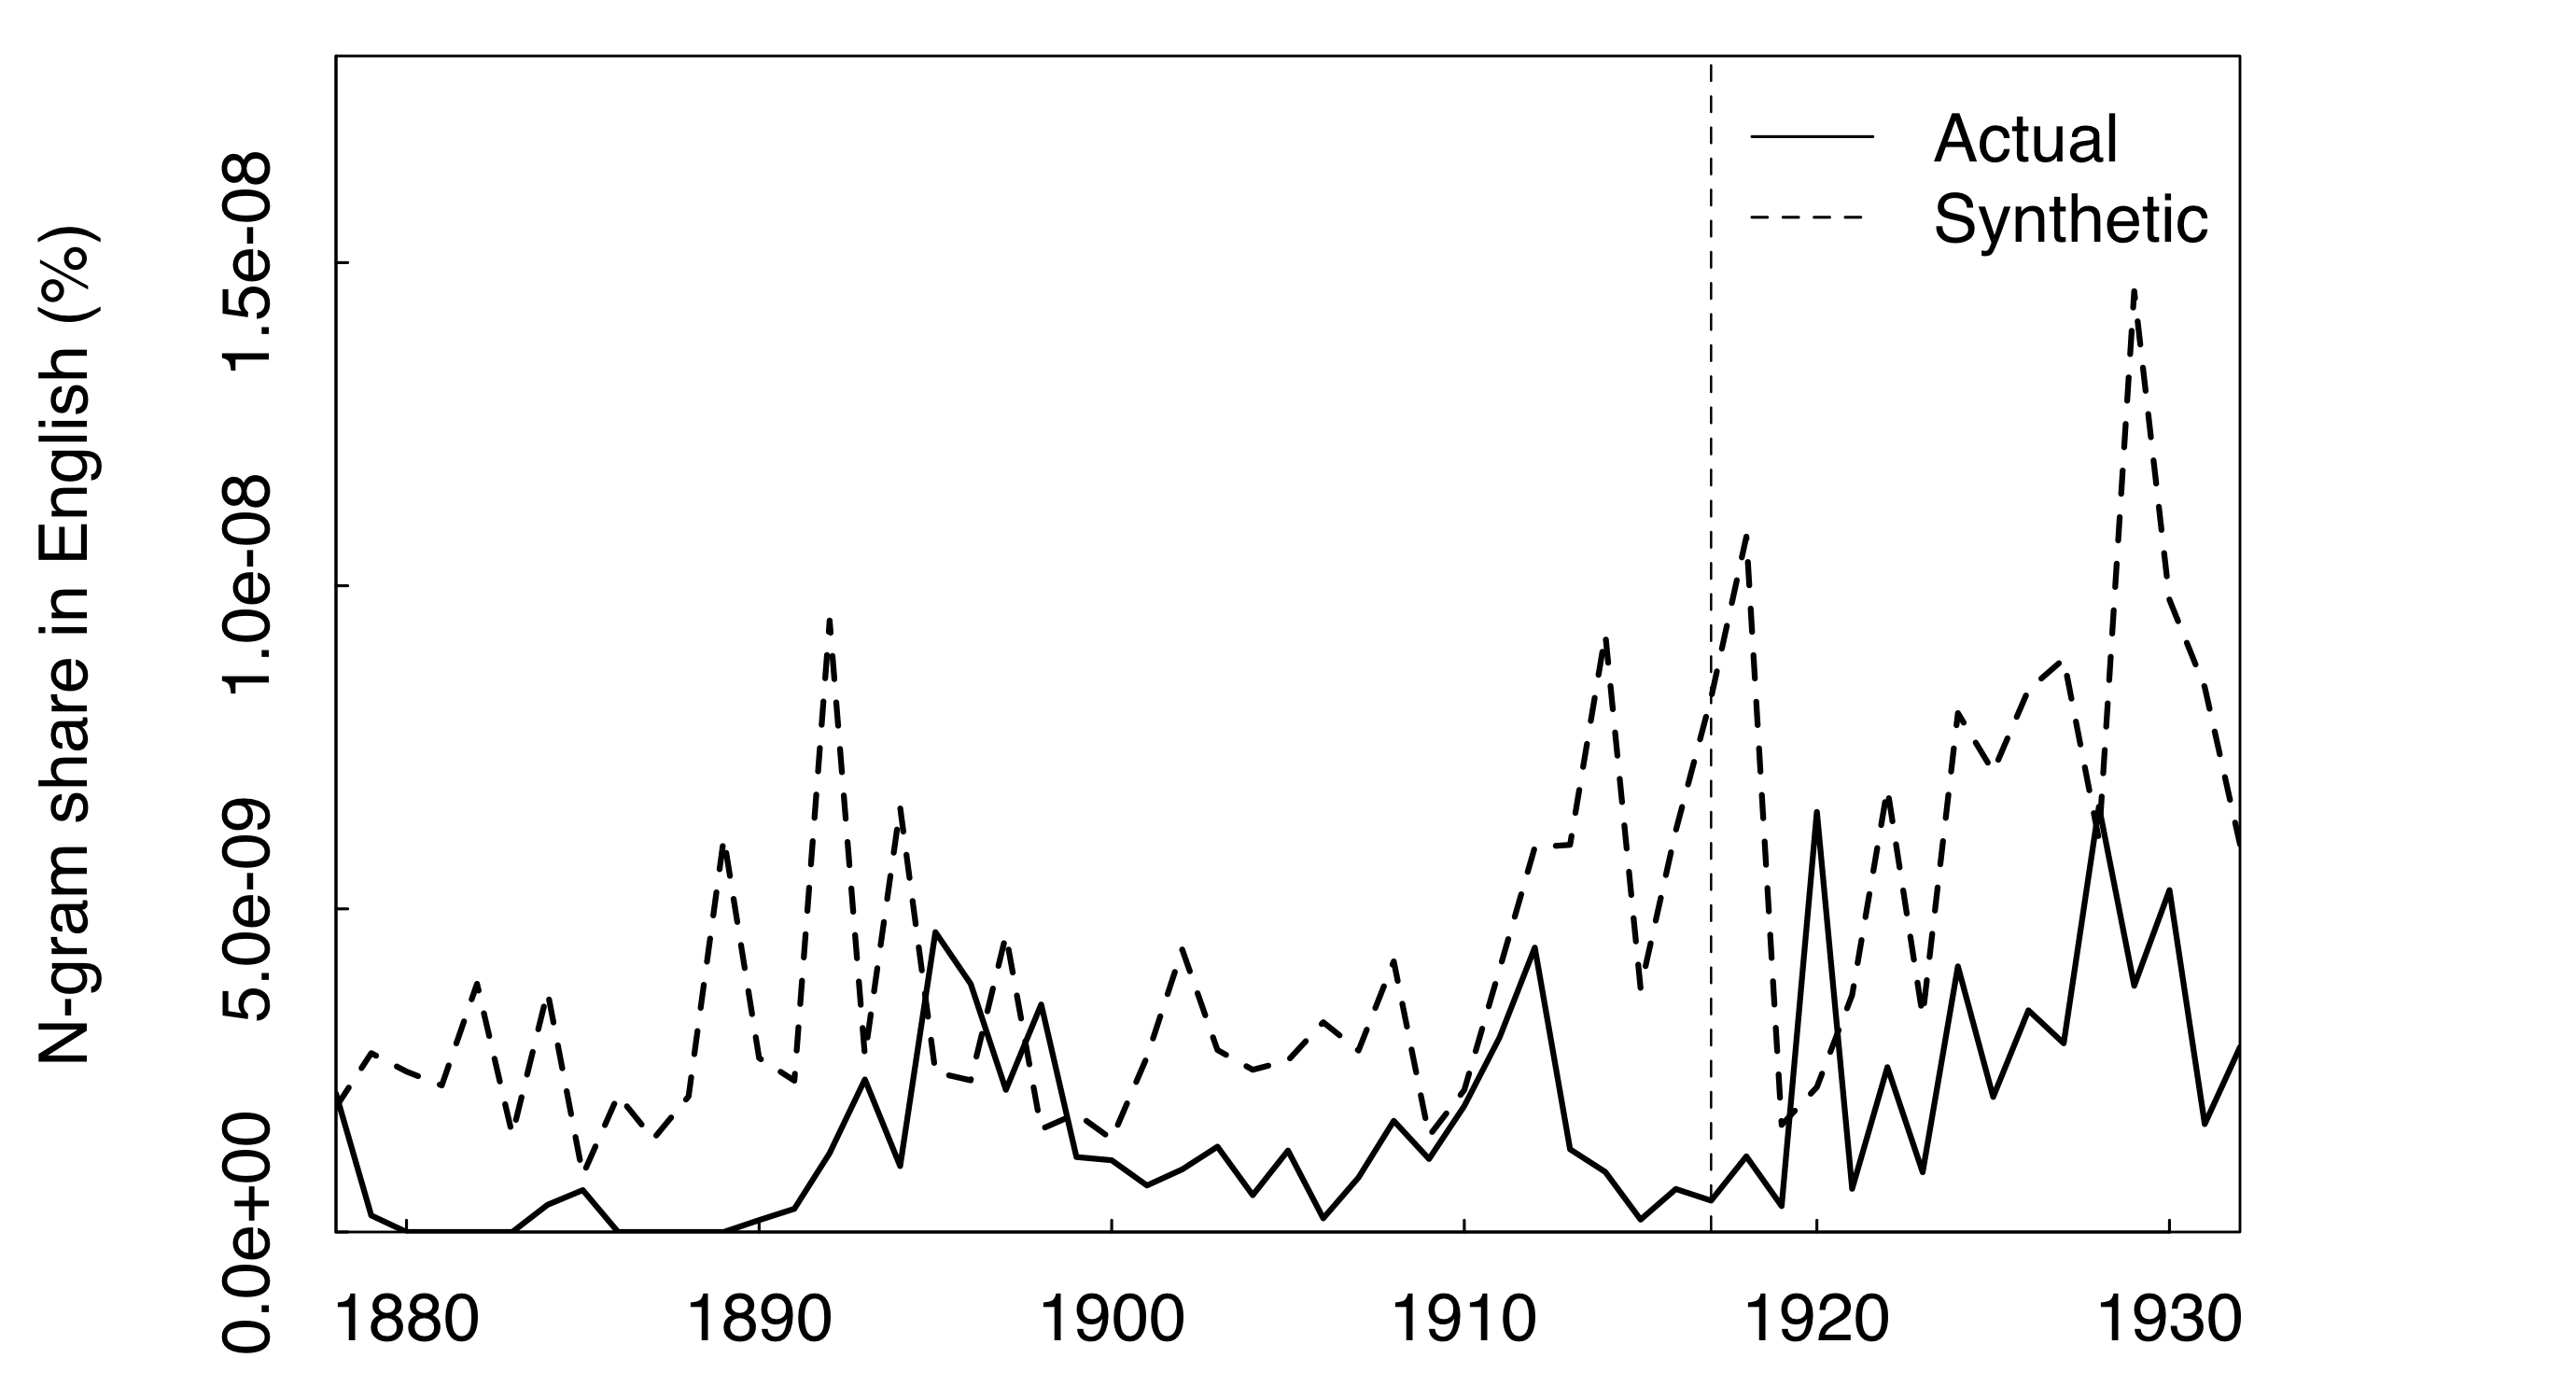 N-gram share in English (%)
1.5e-08
1.0e-08
5.0e-09
0.0e+00
Actual
Synthetic
1880 1890 1900 1910 1920 1930